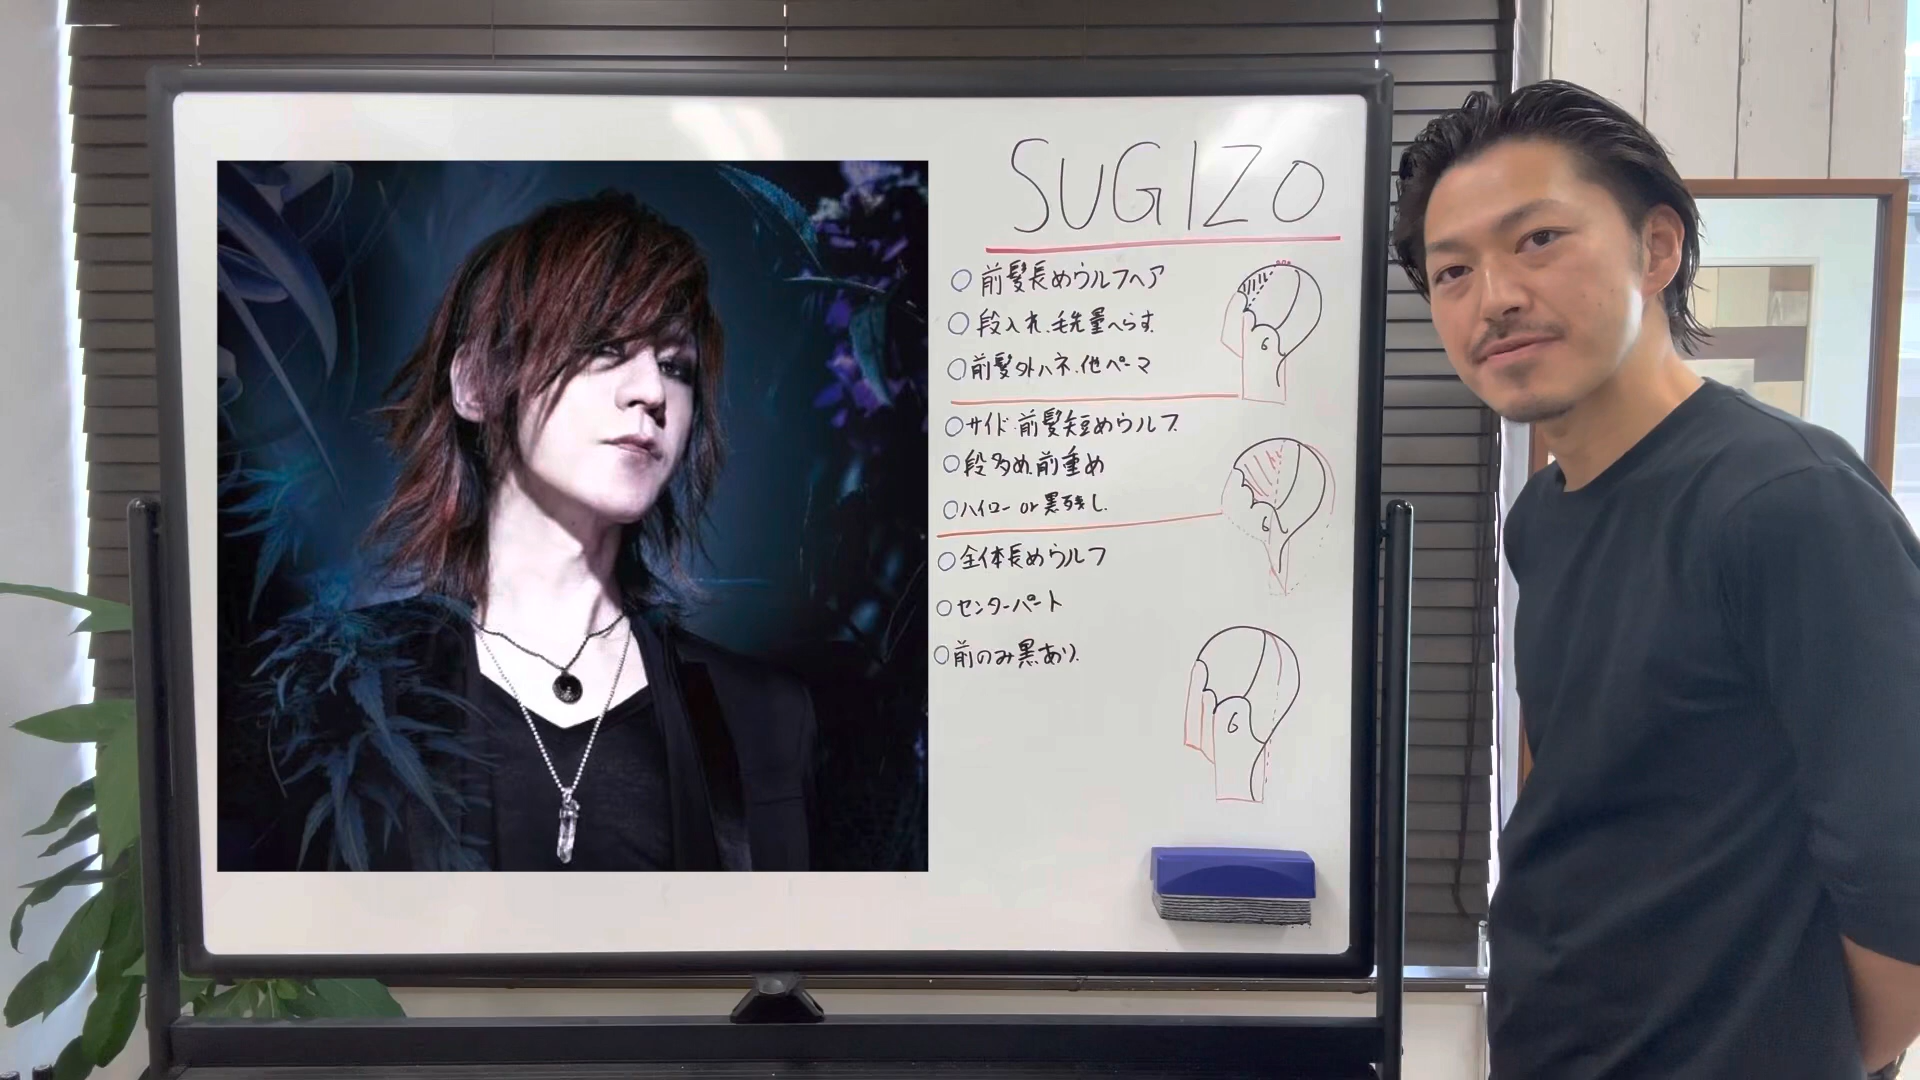 SUGIZO
○前髪長めウルフヘア
○段入れ、毛先量へらす。
○前髪外ハネ、他パーマ
○サイド・前髪短めウルフ
○段多め、前重め
○ハイロー or 黒残し
○全体長めウルフ
○センターパート
○前のみ黒あり
6
6
6